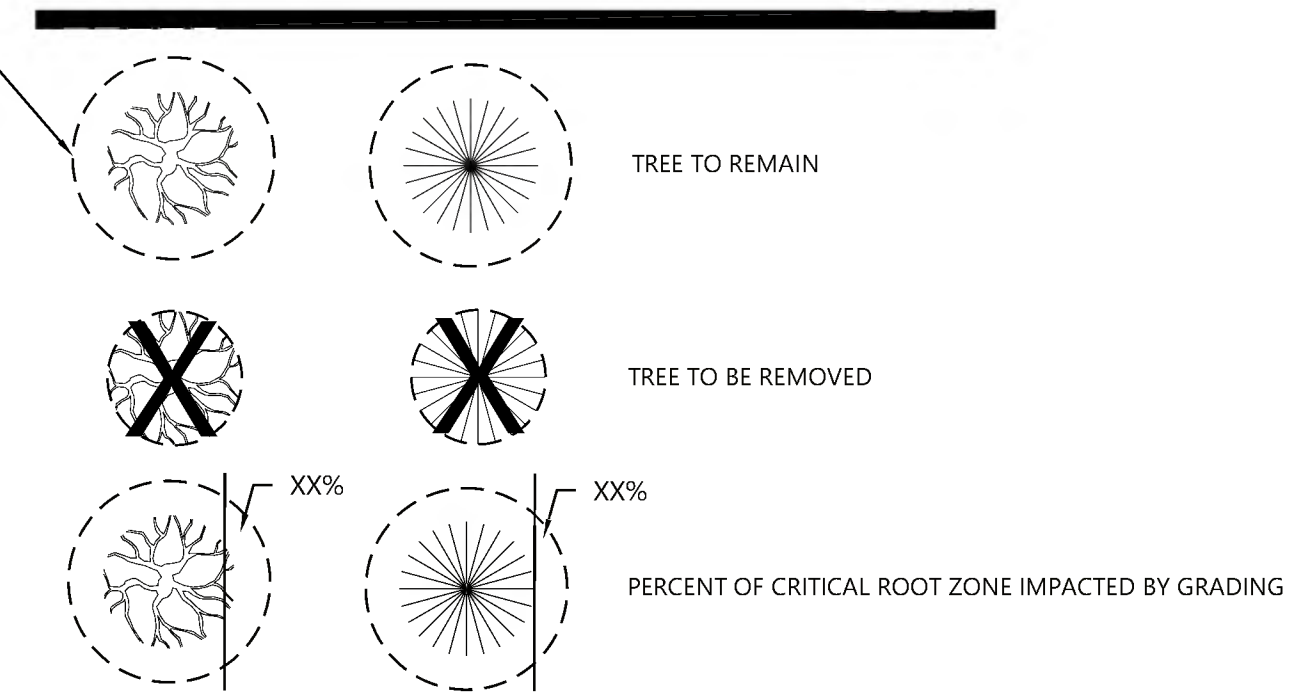 TREE TO REMAIN
TREE TO BE REMOVED
XX%
XX%
PERCENT OF CRITICAL ROOT ZONE IMPACTED BY GRADING